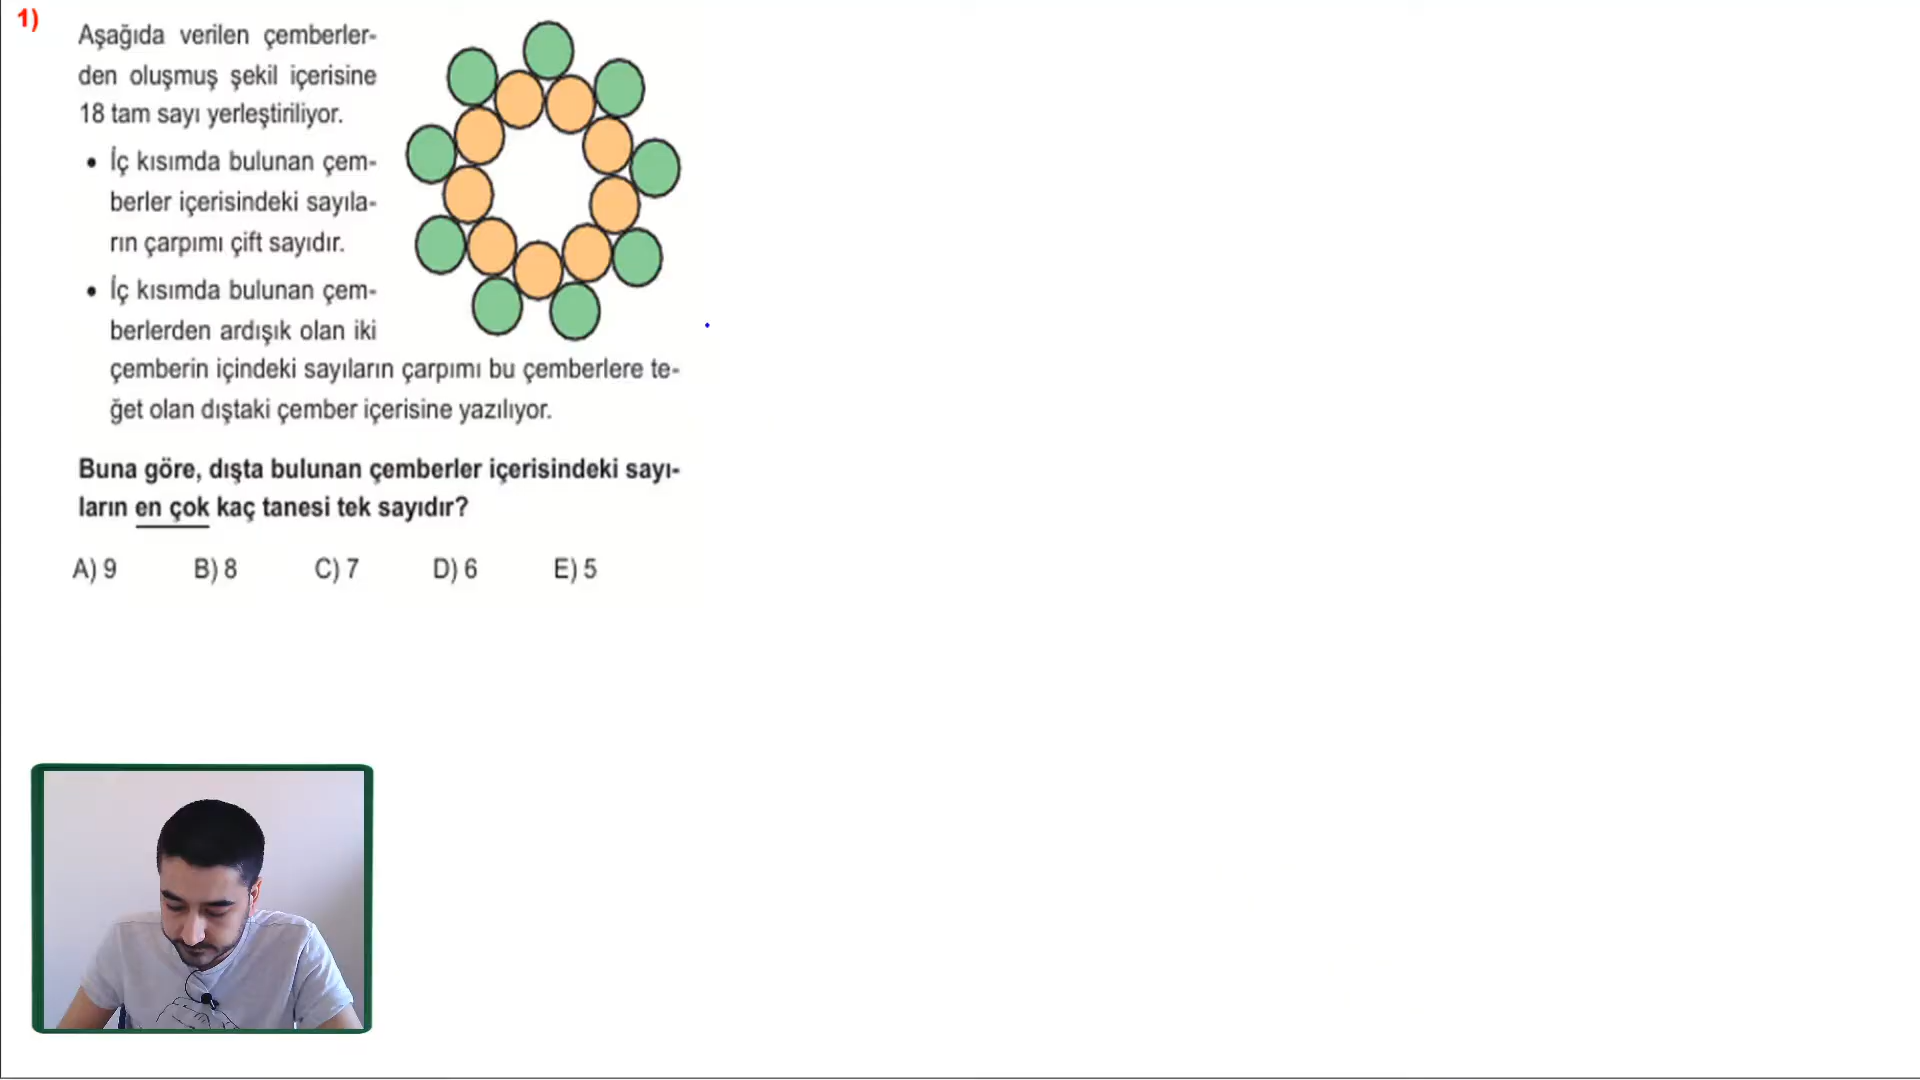 1)
Aşağıda verilen çemberler-
den oluşmuş şekil içerisine
18 tam sayı yerleştiriliyor.
• İç kısımda bulunan çem-
berler içerisindeki sayıla-
rın çarpımı çift sayıdır.
• İç kısımda bulunan çem-
berlerden ardışık olan iki
çemberin içindeki sayıların çarpımı bu çemberlere te-
ğet olan dıştaki çember içerisine yazılıyor.
Buna göre, dışta bulunan çemberler içerisindeki sayı-
ların en çok kaç tanesi tek sayıdır?
A) 9 B) 8 C) 7 D) 6 E) 5